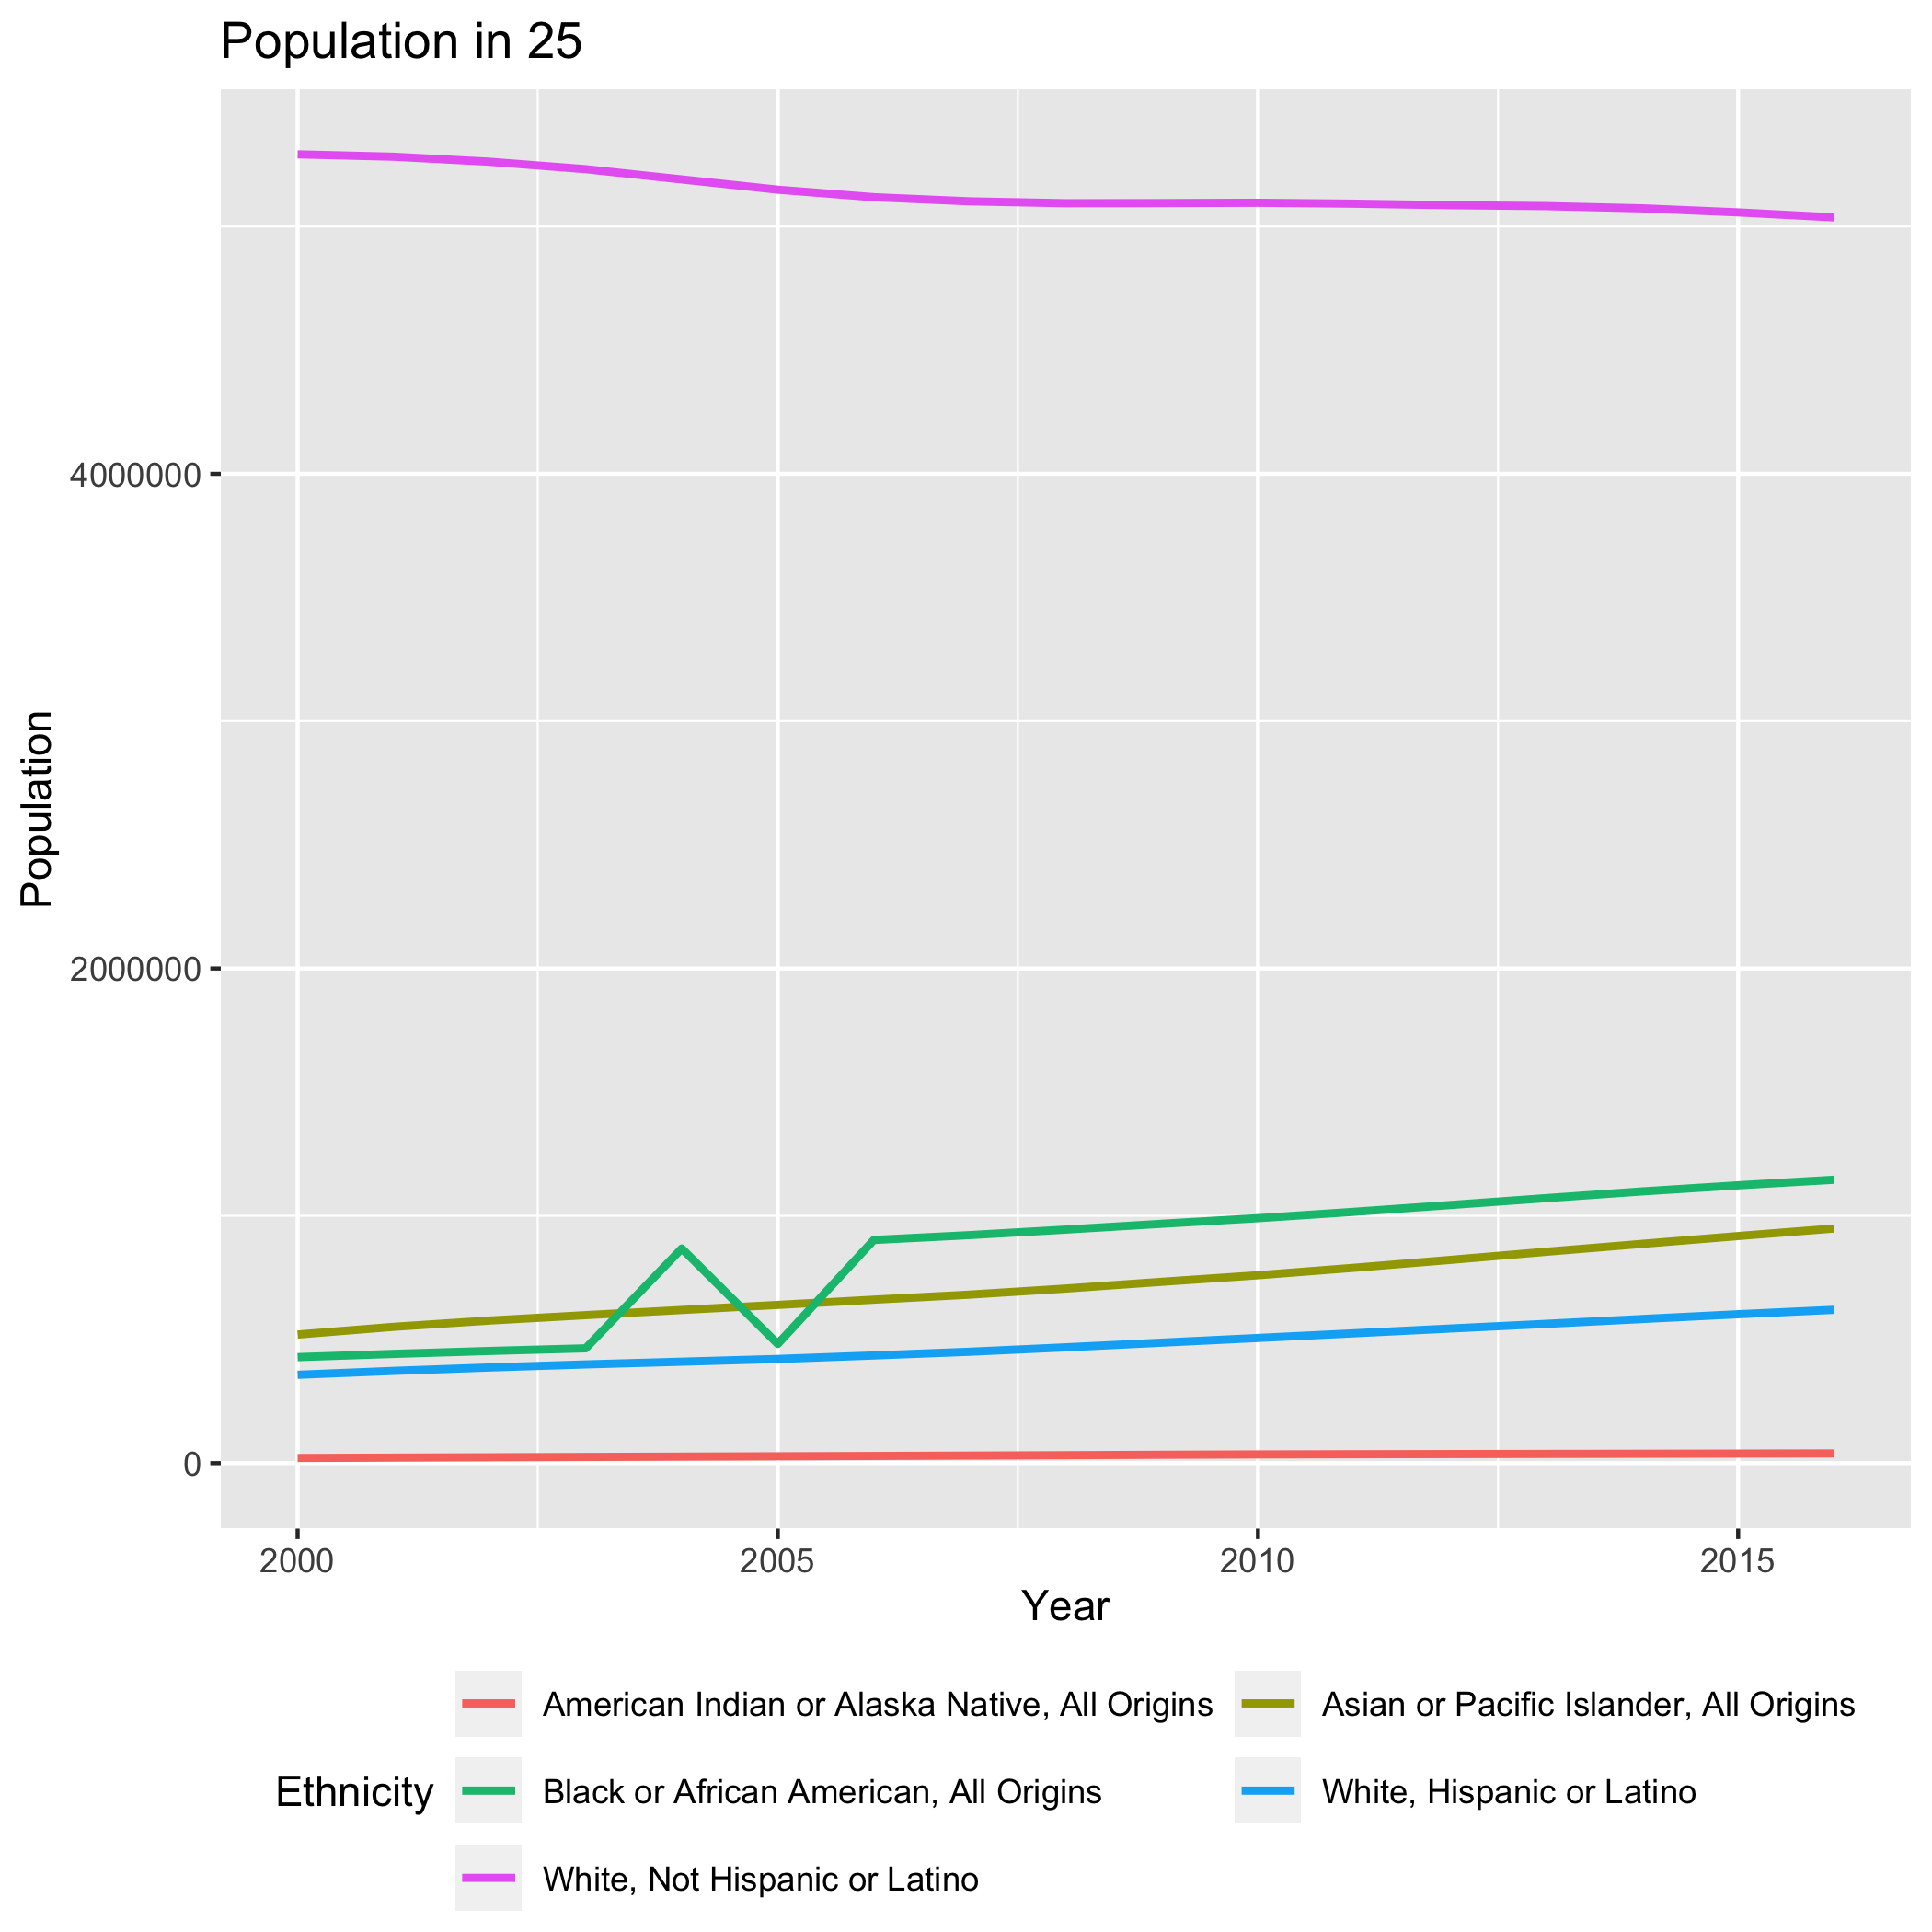 Population in 25
Population
4000000
2000000
0
2000 2005 2010 2015
Year
Ethnicity
American Indian or Alaska Native, All Origins
Asian or Pacific Islander, All Origins
Black or African American, All Origins
White, Hispanic or Latino
White, Not Hispanic or Latino